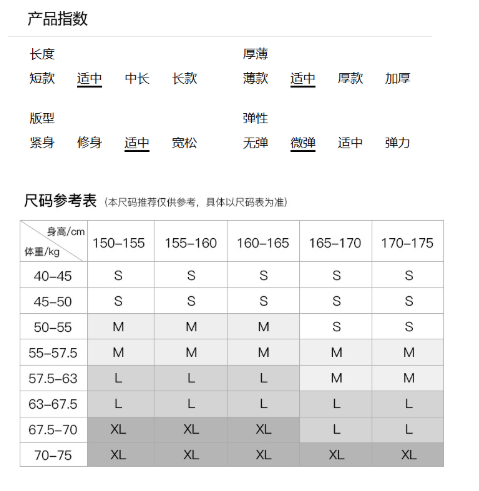 产品指数
长度
短款 适中 中长 长款
厚薄
薄款 适中 厚款 加厚
版型
紧身 修身 适中 宽松
弹性
无弹 微弹 适中 弹力
尺码参考表 (本尺码推荐仅供参考，具体以尺码表为准)
身高/cm
体重/kg
150-155 155-160 160-165 165-170 170-175
40-45 S S S S S
45-50 S S S S S
50-55 M M M S S
55-57.5 M M M M M
57.5-63 L L L M M
63-67.5 L L L L L
67.5-70 XL XL XL L L
70-75 XL XL XL XL XL